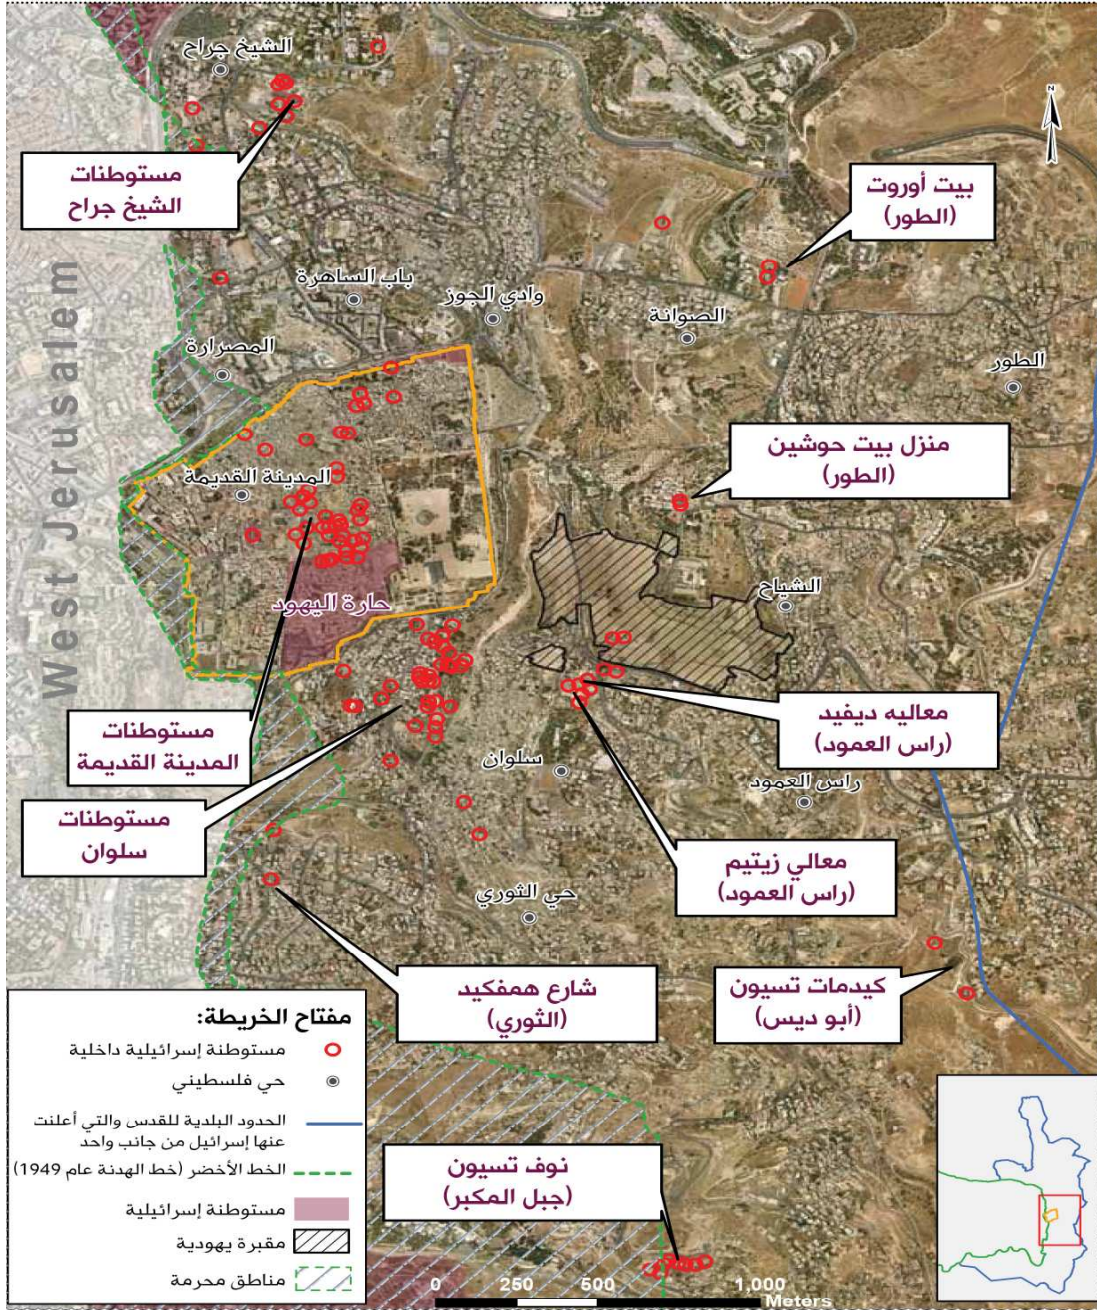 الشيخ جراح
Z
مستوطنات
الشيخ جراح
بيت أوروت
(الطور)
باب الساهرة
وادي الجوز
الصوانة
المصرارة
الطور
West Jerusalem
منزل بيت حوشين
(الطور)
المدينة القديمة
الشياح
حارة اليهود
معاليه ديفيد
(راس العمود)
مستوطنات
المدينة القديمة
سلوان
راس العمود
مستوطنات
سلوان
معالي زيتيم
(راس العمود)
حي الثوري
شارع همفكيد
(الثوري)
كيدمات تسيون
(أبو ديس)
مفتاح الخريطة:
مستوطنة إسرائيلية داخلية
حي فلسطيني
الحدود البلدية للقدس والتي أعلنت
عنها إسرائيل من جانب واحد
الخط الأخضر (خط الهدنة عام 1949)
مستوطنة إسرائيلية
مقبرة يهودية
مناطق محرمة
نوف تسيون
(جبل المكبر)
0 250 500 1,000
Meters